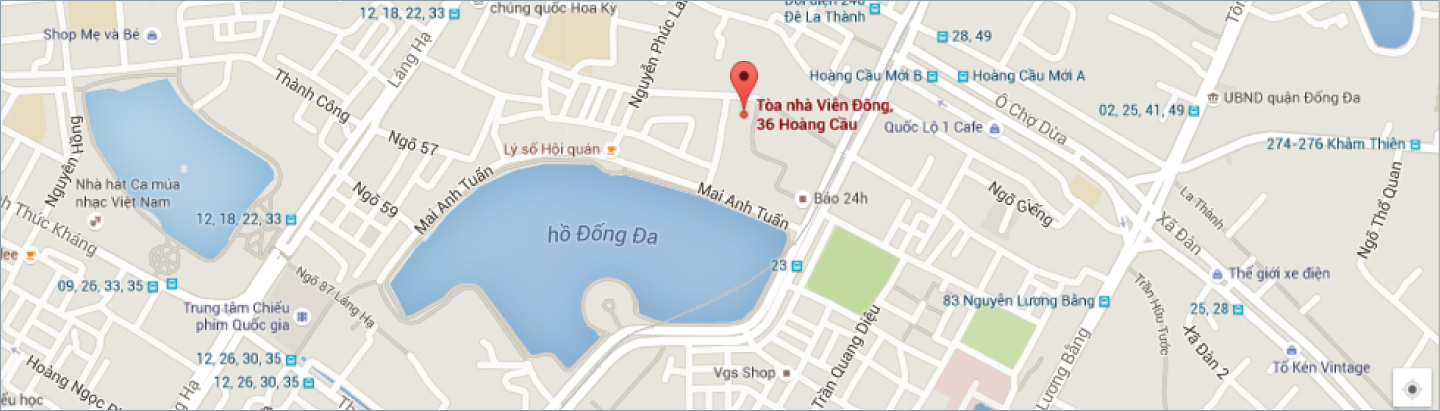 12, 18, 22, 33
chúng quốc Hoa Kỳ
Đối diện 240
Đê La Thành
28, 49
Shop Mẹ và Bé
Láng Hạ
Nguyễn Phúc Lai
Thành Công
Hoàng Cầu Mới B
Hoàng Cầu Mới A
Tòa nhà Viễn Đông,
36 Hoàng Cầu
Ô Chợ Dừa
02, 25, 41, 49
UBND quận Đống Đa
Quốc Lộ 1 Cafe
274-276 Khâm Thiên
Ngõ 57
Lý số Hội quán
Nguyên Hồng
Nhà hát Ca múa
nhạc Việt Nam
Ngõ 59
Mai Anh Tuấn
Mai Anh Tuấn
Báo 24h
Ngõ Giếng
La Thành
Ngõ Thổ Quan
12, 18, 22, 33
hồ Đống Đa
Xã Đàn
Thúc Kháng
23
09, 26, 33, 35
Ngõ 87 Láng Hạ
Thế giới xe điện
Trung tâm Chiếu
phim Quốc gia
83 Nguyễn Lương Bằng
25, 28
Trần Hữu Tước
Trần Quang Diệu
Xã Đàn 2
12, 26, 30, 35
12, 26, 30, 35
Vgs Shop
Tổ Kén Vintage
Hoàng Ngọc
Lương Bằng